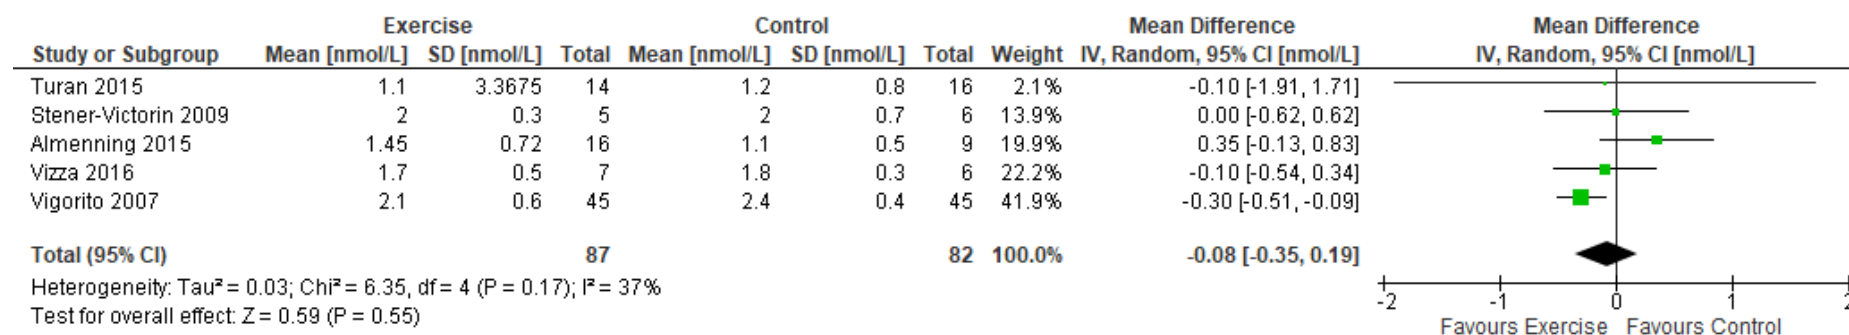 Exercise Control Mean Difference Mean Difference
Study or Subgroup Mean [nmol/L] SD [nmol/L] Total Mean [nmol/L] SD [nmol/L] Total Weight IV, Random, 95% CI [nmol/L] IV, Random, 95% CI [nmol/L]
Turan 2015 1.1 3.3675 14 1.2 0.8 16 2.1% -0.10 [-1.91, 1.71]
Stener-Victorin 2009 2 0.3 5 2 0.7 6 13.9% 0.00 [-0.62, 0.62]
Almenning 2015 1.45 0.72 16 1.1 0.5 9 19.9% 0.35 [-0.13, 0.83]
Vizza 2016 1.7 0.5 7 1.8 0.3 6 22.2% -0.10 [-0.54, 0.34]
Vigorito 2007 2.1 0.6 45 2.4 0.4 45 41.9% -0.30 [-0.51, -0.09]
Total (95% CI) 87 82 100.0% -0.08 [-0.35, 0.19]
Heterogeneity: Tau² = 0.03; Chi² = 6.35, df = 4 (P = 0.17); I² = 37%
Test for overall effect: Z = 0.59 (P = 0.55)
-2 -1 0 1 2
Favours Exercise Favours Control